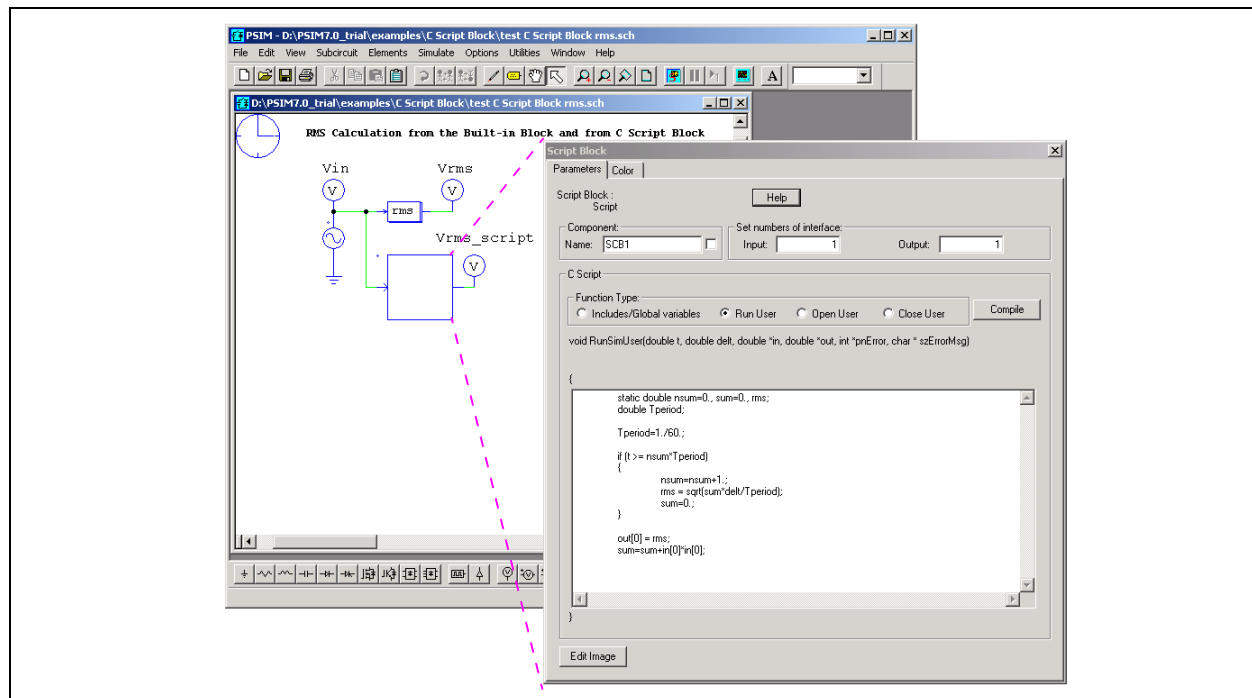 PSIM - D:\PSIM7.0_trial\examples\C Script Block\test C Script Block rms.sch
File Edit View Subcircuit Elements Simulate Options Utilities Window Help
A
D:\PSIM7.0_trial\examples\C Script Block\test C Script Block rms.sch
RMS Calculation from the Built-in Block and from C Script Block
Vin Vrms
V V
rms
Vrms_script
V
Script Block
Parameters Color
Script Block :
Script
Help
Component:
Name: SCB1
Set numbers of interface:
Input: 1 Output: 1
C Script
Function Type:
Includes/Global variables Run User Open User Close User
Compile
void RunSimUser(double t, double delt, double *in, double *out, int *pnError, char * szErrorMsg)
{
static double nsum=0., sum=0., rms;
double Tperiod;
Tperiod=1./60.;
if (t >= nsum*Tperiod)
{
nsum=nsum+1.;
rms = sqrt(sum*delt/Tperiod);
sum=0.;
}
out[0] = rms;
sum=sum+in[0]*in[0];
}
Edit Image